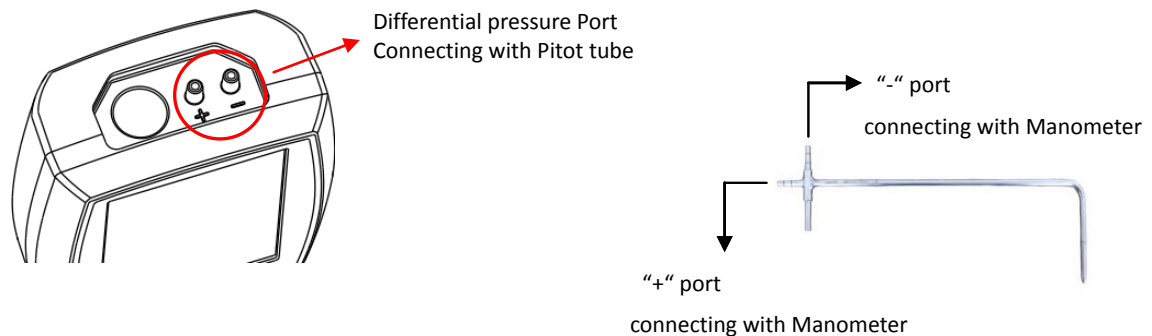 Differential pressure Port
Connecting with Pitot tube
+ -
“-“ port
connecting with Manometer
“+“ port
connecting with Manometer